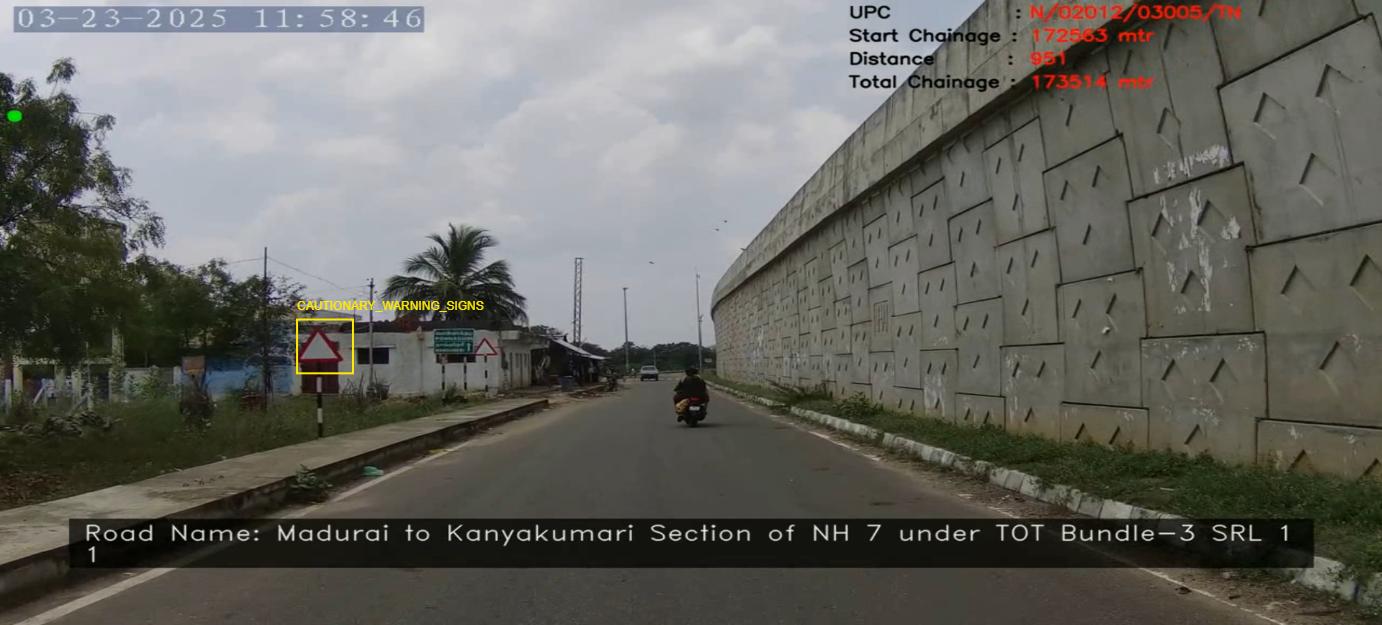 03-23-2025 11:58:46
UPC : N/02012/03005/TN
Start Chainage : 172563 mtr
Distance : 951
Total Chainage : 173514 mtr
CAUTIONARY_WARNING_SIGNS
Road Name: Madurai to Kanyakumari Section of NH 7 under TOT Bundle-3 SRL 1
1